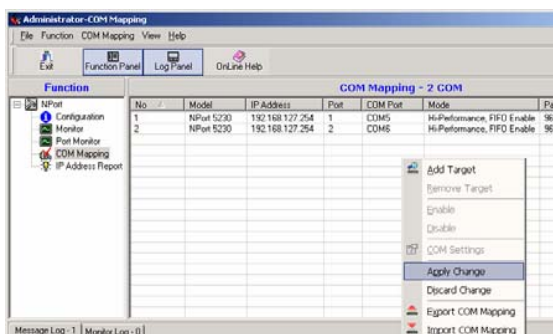 Administrator-COM Mapping
File Function COM Mapping View Help
Exit Function Panel Log Panel OnLine Help
Function
COM Mapping - 2 COM
NPort
Configuration
Monitor
Port Monitor
COM Mapping
IP Address Report
No Model IP Address Port COM Port Mode Pa
1 NPort 5230 192.168.127.254 1 COM5 Hi-Performance, FIFO Enable 96
2 NPort 5230 192.168.127.254 2 COM6 Hi-Performance, FIFO Enable 96
Add Target
Remove Target
Enable
Disable
COM Settings
Apply Change
Discard Change
Export COM Mapping
Import COM Mapping
Message Log - 1 Monitor Log - 0